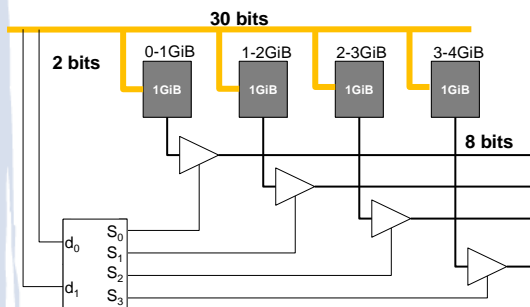 30 bits
2 bits
0-1GiB 1-2GiB 2-3GiB 3-4GiB
1GiB 1GiB 1GiB 1GiB
8 bits
d₀
d₁
S₀
S₁
S₂
S₃